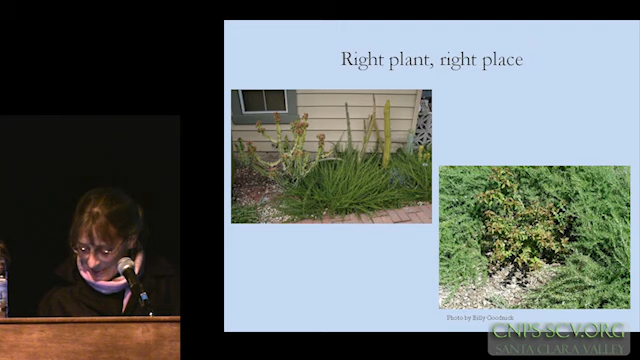 Right plant, right place
Photo by Billy Goodnick
CNPS-SCV.ORG
SANTA CLARA VALLEY